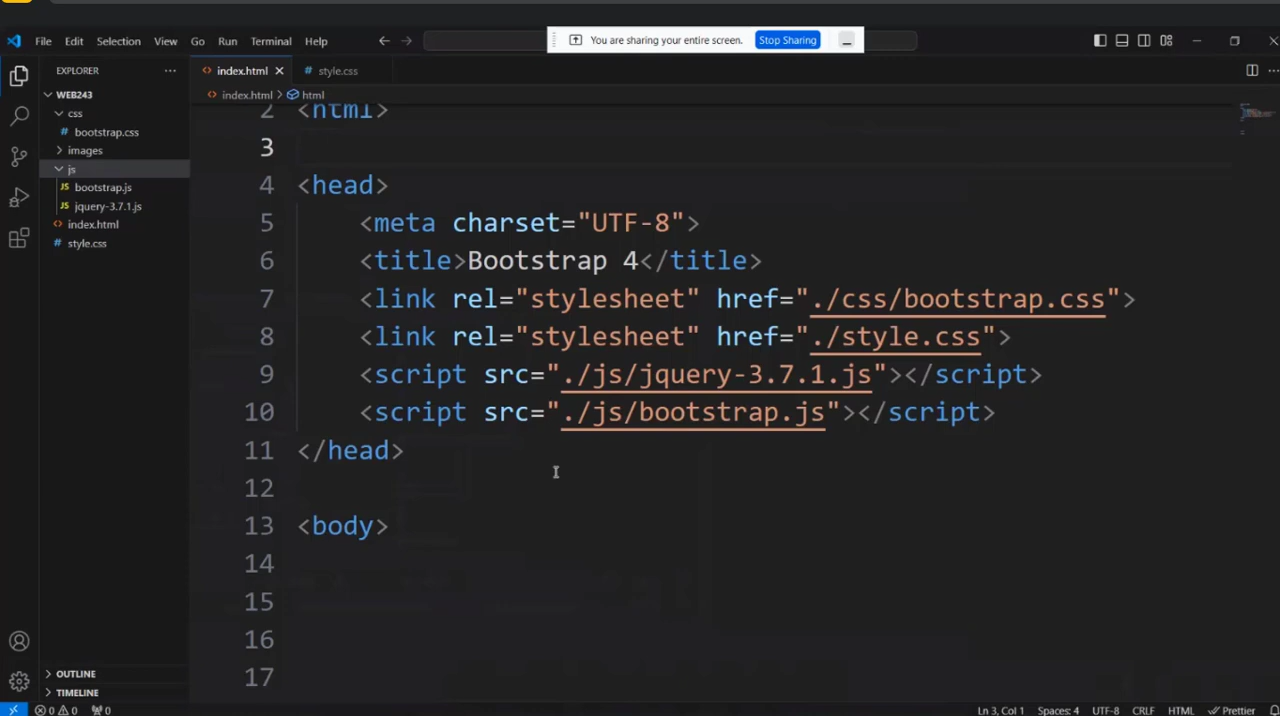 File Edit Selection View Go Run Terminal Help
You are sharing your entire screen. Stop Sharing
EXPLORER
WEB243
css
bootstrap.css
images
js
bootstrap.js
jquery-3.7.1.js
index.html
style.css
OUTLINE
TIMELINE
index.html style.css
index.html > html
2 <html>
3
4 <head>
5 <meta charset="UTF-8">
6 <title>Bootstrap 4</title>
7 <link rel="stylesheet" href="./css/bootstrap.css">
8 <link rel="stylesheet" href="./style.css">
9 <script src="./js/jquery-3.7.1.js"></script>
10 <script src="./js/bootstrap.js"></script>
11 </head>
12
13 <body>
14
15
16
17
0 0 0 Ln 3, Col 1 Spaces: 4 UTF-8 CRLF HTML Prettier